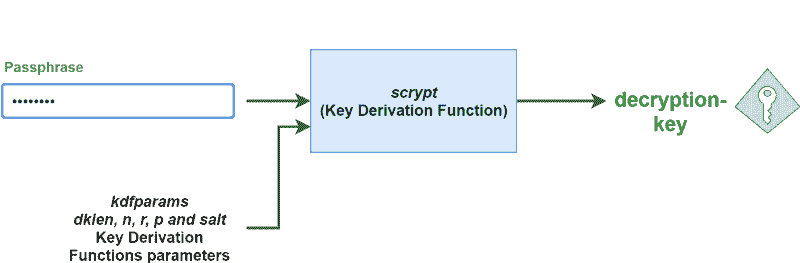 Passphrase
••••••••
scrypt
(Key Derivation Function)
decryption-
key
kdfparams
dklen, n, r, p and salt
Key Derivation
Functions parameters